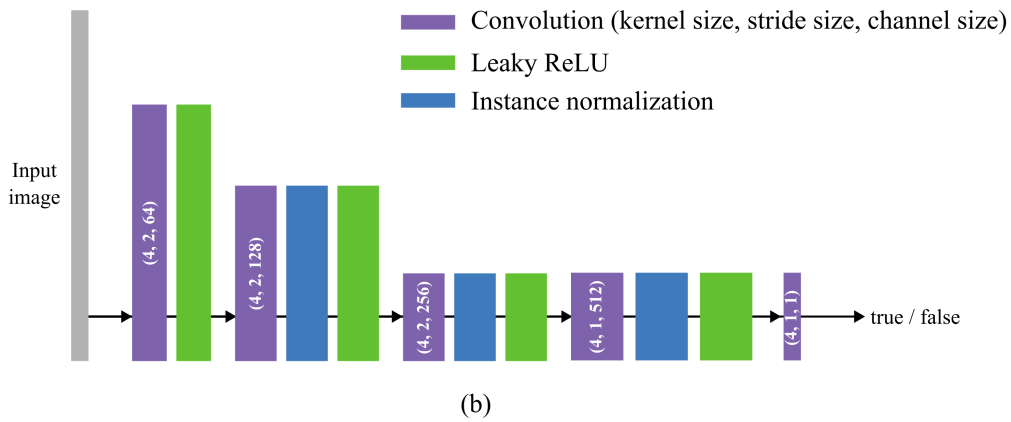 Convolution (kernel size, stride size, channel size)
Leaky ReLU
Instance normalization
Input
image
(4, 2, 64)
(4, 2, 128)
(4, 2, 256)
(4, 1, 512)
(4, 1, 1)
true / false
(b)